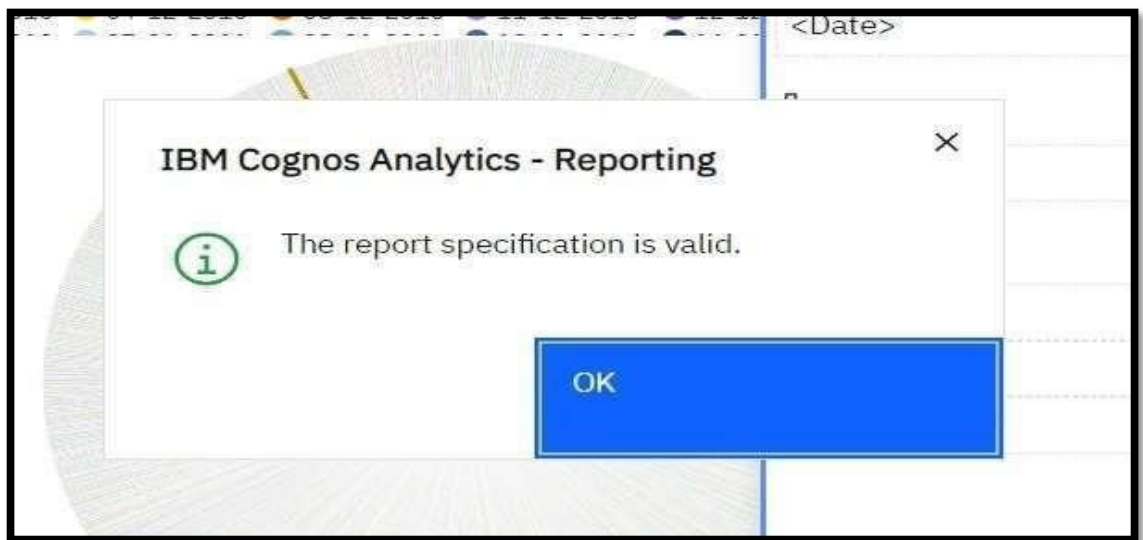 <Date>
IBM Cognos Analytics - Reporting
The report specification is valid.
OK